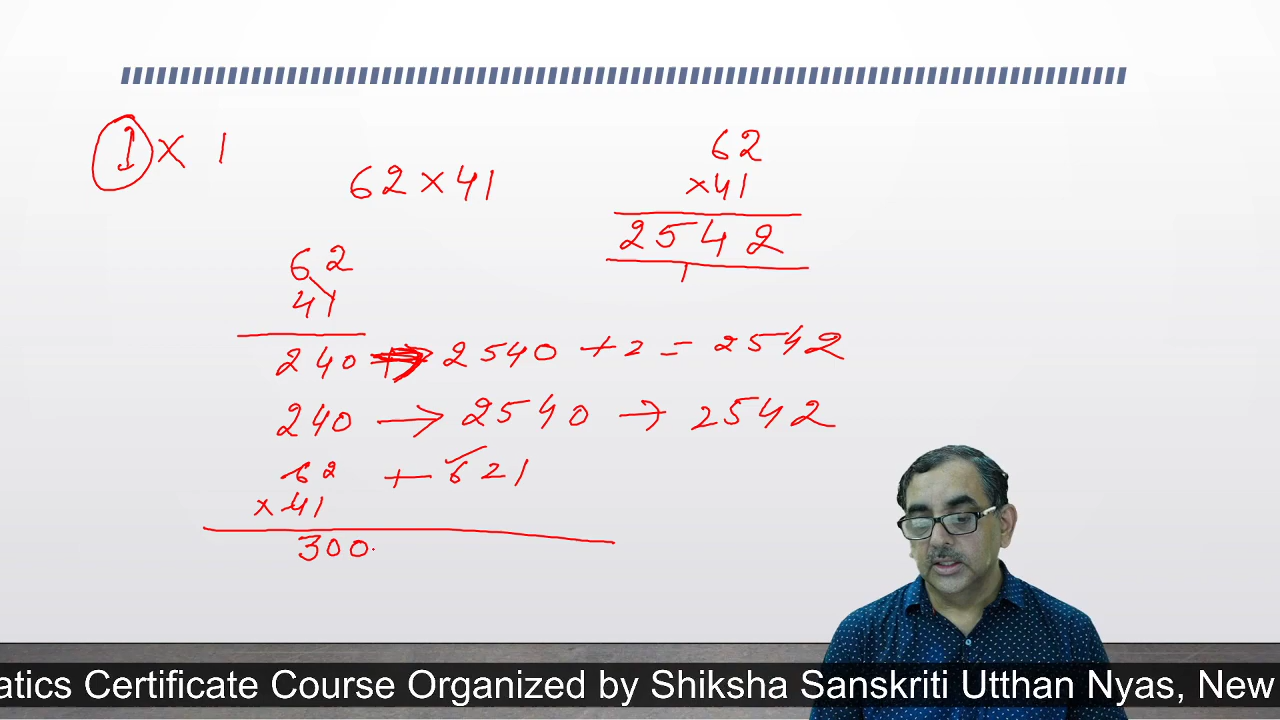 1 × 1
62 × 41
62
× 41
2542
1
62
41
240 2540 + 2 = 2542
240 → 2540 → 2542
62 + 621
× 41
300
atics Certificate Course Organized by Shiksha Sanskriti Utthan Nyas, New